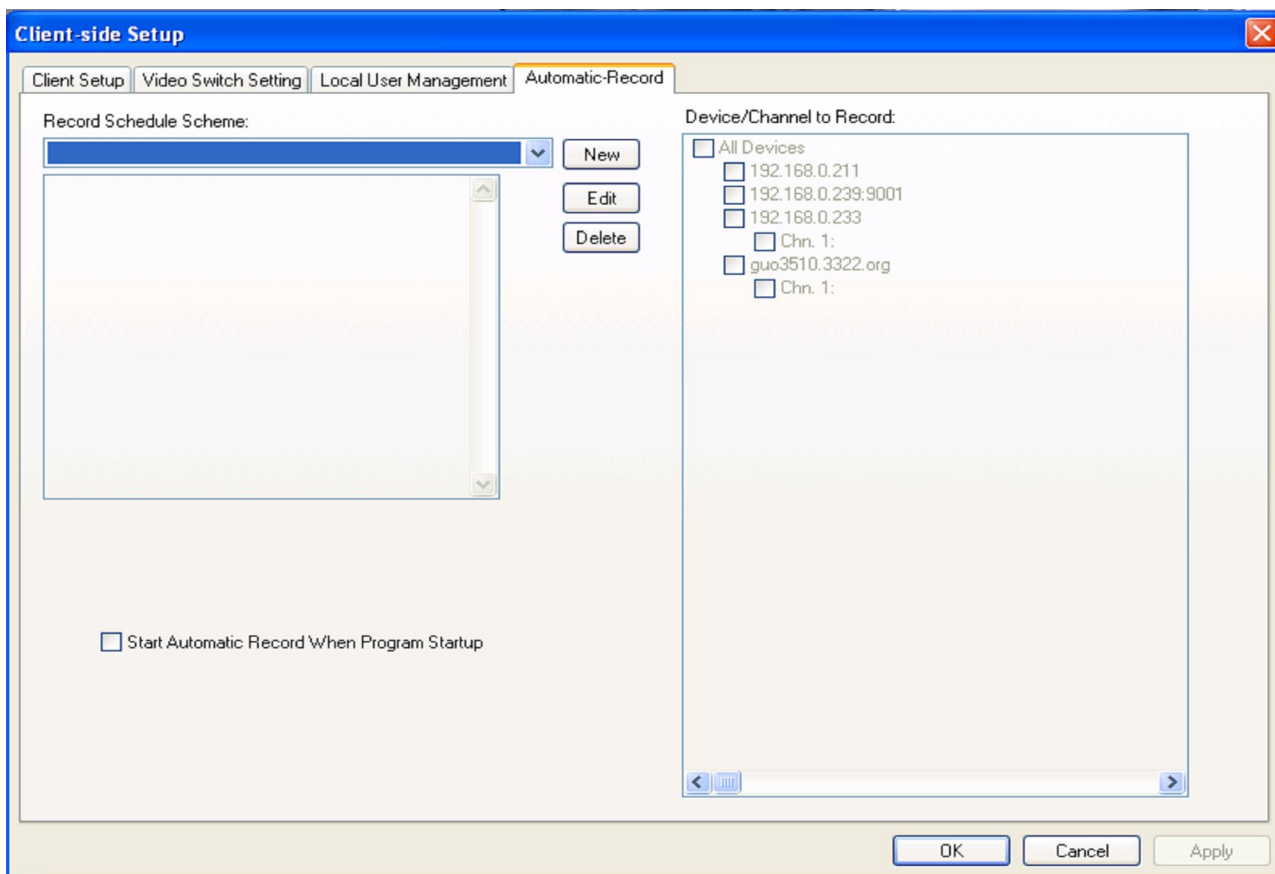 Client-side Setup
Client Setup Video Switch Setting Local User Management Automatic-Record
Record Schedule Scheme:
New
Edit
Delete
Start Automatic Record When Program Startup
Device/Channel to Record:
All Devices
192.168.0.211
192.168.0.239:9001
192.168.0.233
Chn. 1:
guo3510.3322.org
Chn. 1:
OK Cancel Apply